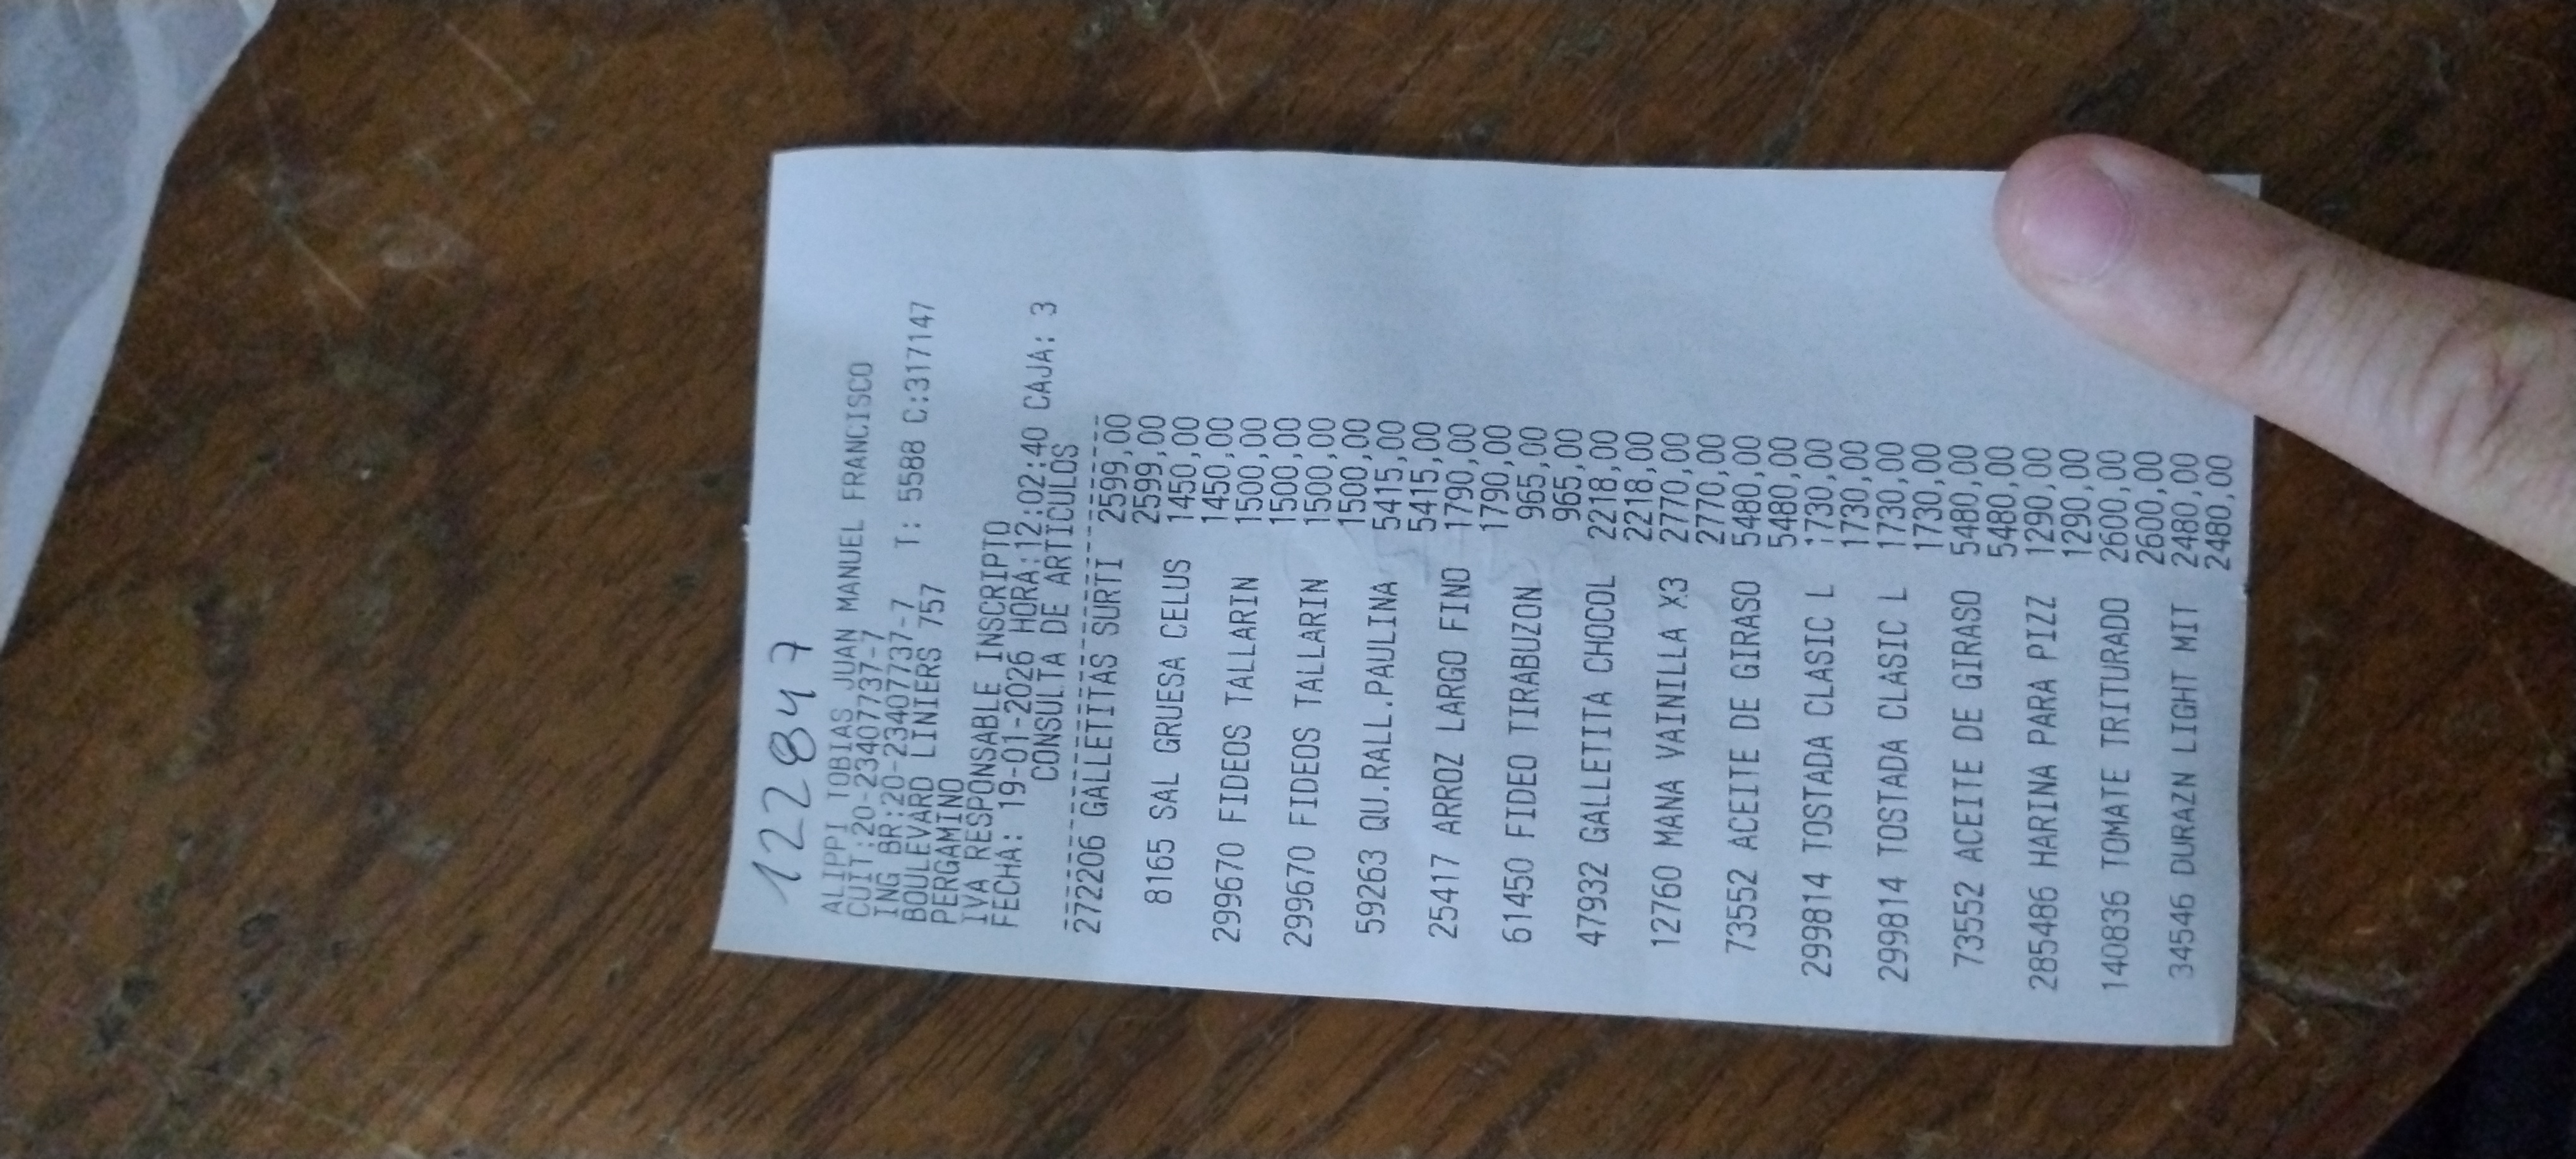 122847
ALIPPI TOBIAS JUAN MANUEL FRANCISCO
CUIT:20-23407737-7
ING BR:20-23407737-7
BOULEVARD LINIERS 757 T: 5588 C:317147
PERGAMINO
IVA RESPONSABLE INSCRIPTO
FECHA: 19-01-2026 HORA:12:02:40 CAJA: 3
CONSULTA DE ARTICULOS
----------------------------------------
272206 GALLETITAS SURTI 2599,00
2599,00
8165 SAL GRUESA CELUS 1450,00
1450,00
299670 FIDEOS TALLARIN 1500,00
1500,00
299670 FIDEOS TALLARIN 1500,00
1500,00
59263 QU.RALL.PAULINA 5415,00
5415,00
25417 ARROZ LARGO FINO 1790,00
1790,00
61450 FIDEO TIRABUZON 965,00
965,00
47932 GALLETITA CHOCOL 2218,00
2218,00
12760 MANA VAINILLA X3 2770,00
2770,00
73552 ACEITE DE GIRASO 5480,00
5480,00
299814 TOSTADA CLASIC L 1730,00
1730,00
299814 TOSTADA CLASIC L 1730,00
1730,00
73552 ACEITE DE GIRASO 5480,00
5480,00
285486 HARINA PARA PIZZ 1290,00
1290,00
140836 TOMATE TRITURADO 2600,00
2600,00
34546 DURAZN LIGHT MIT 2480,00
2480,00